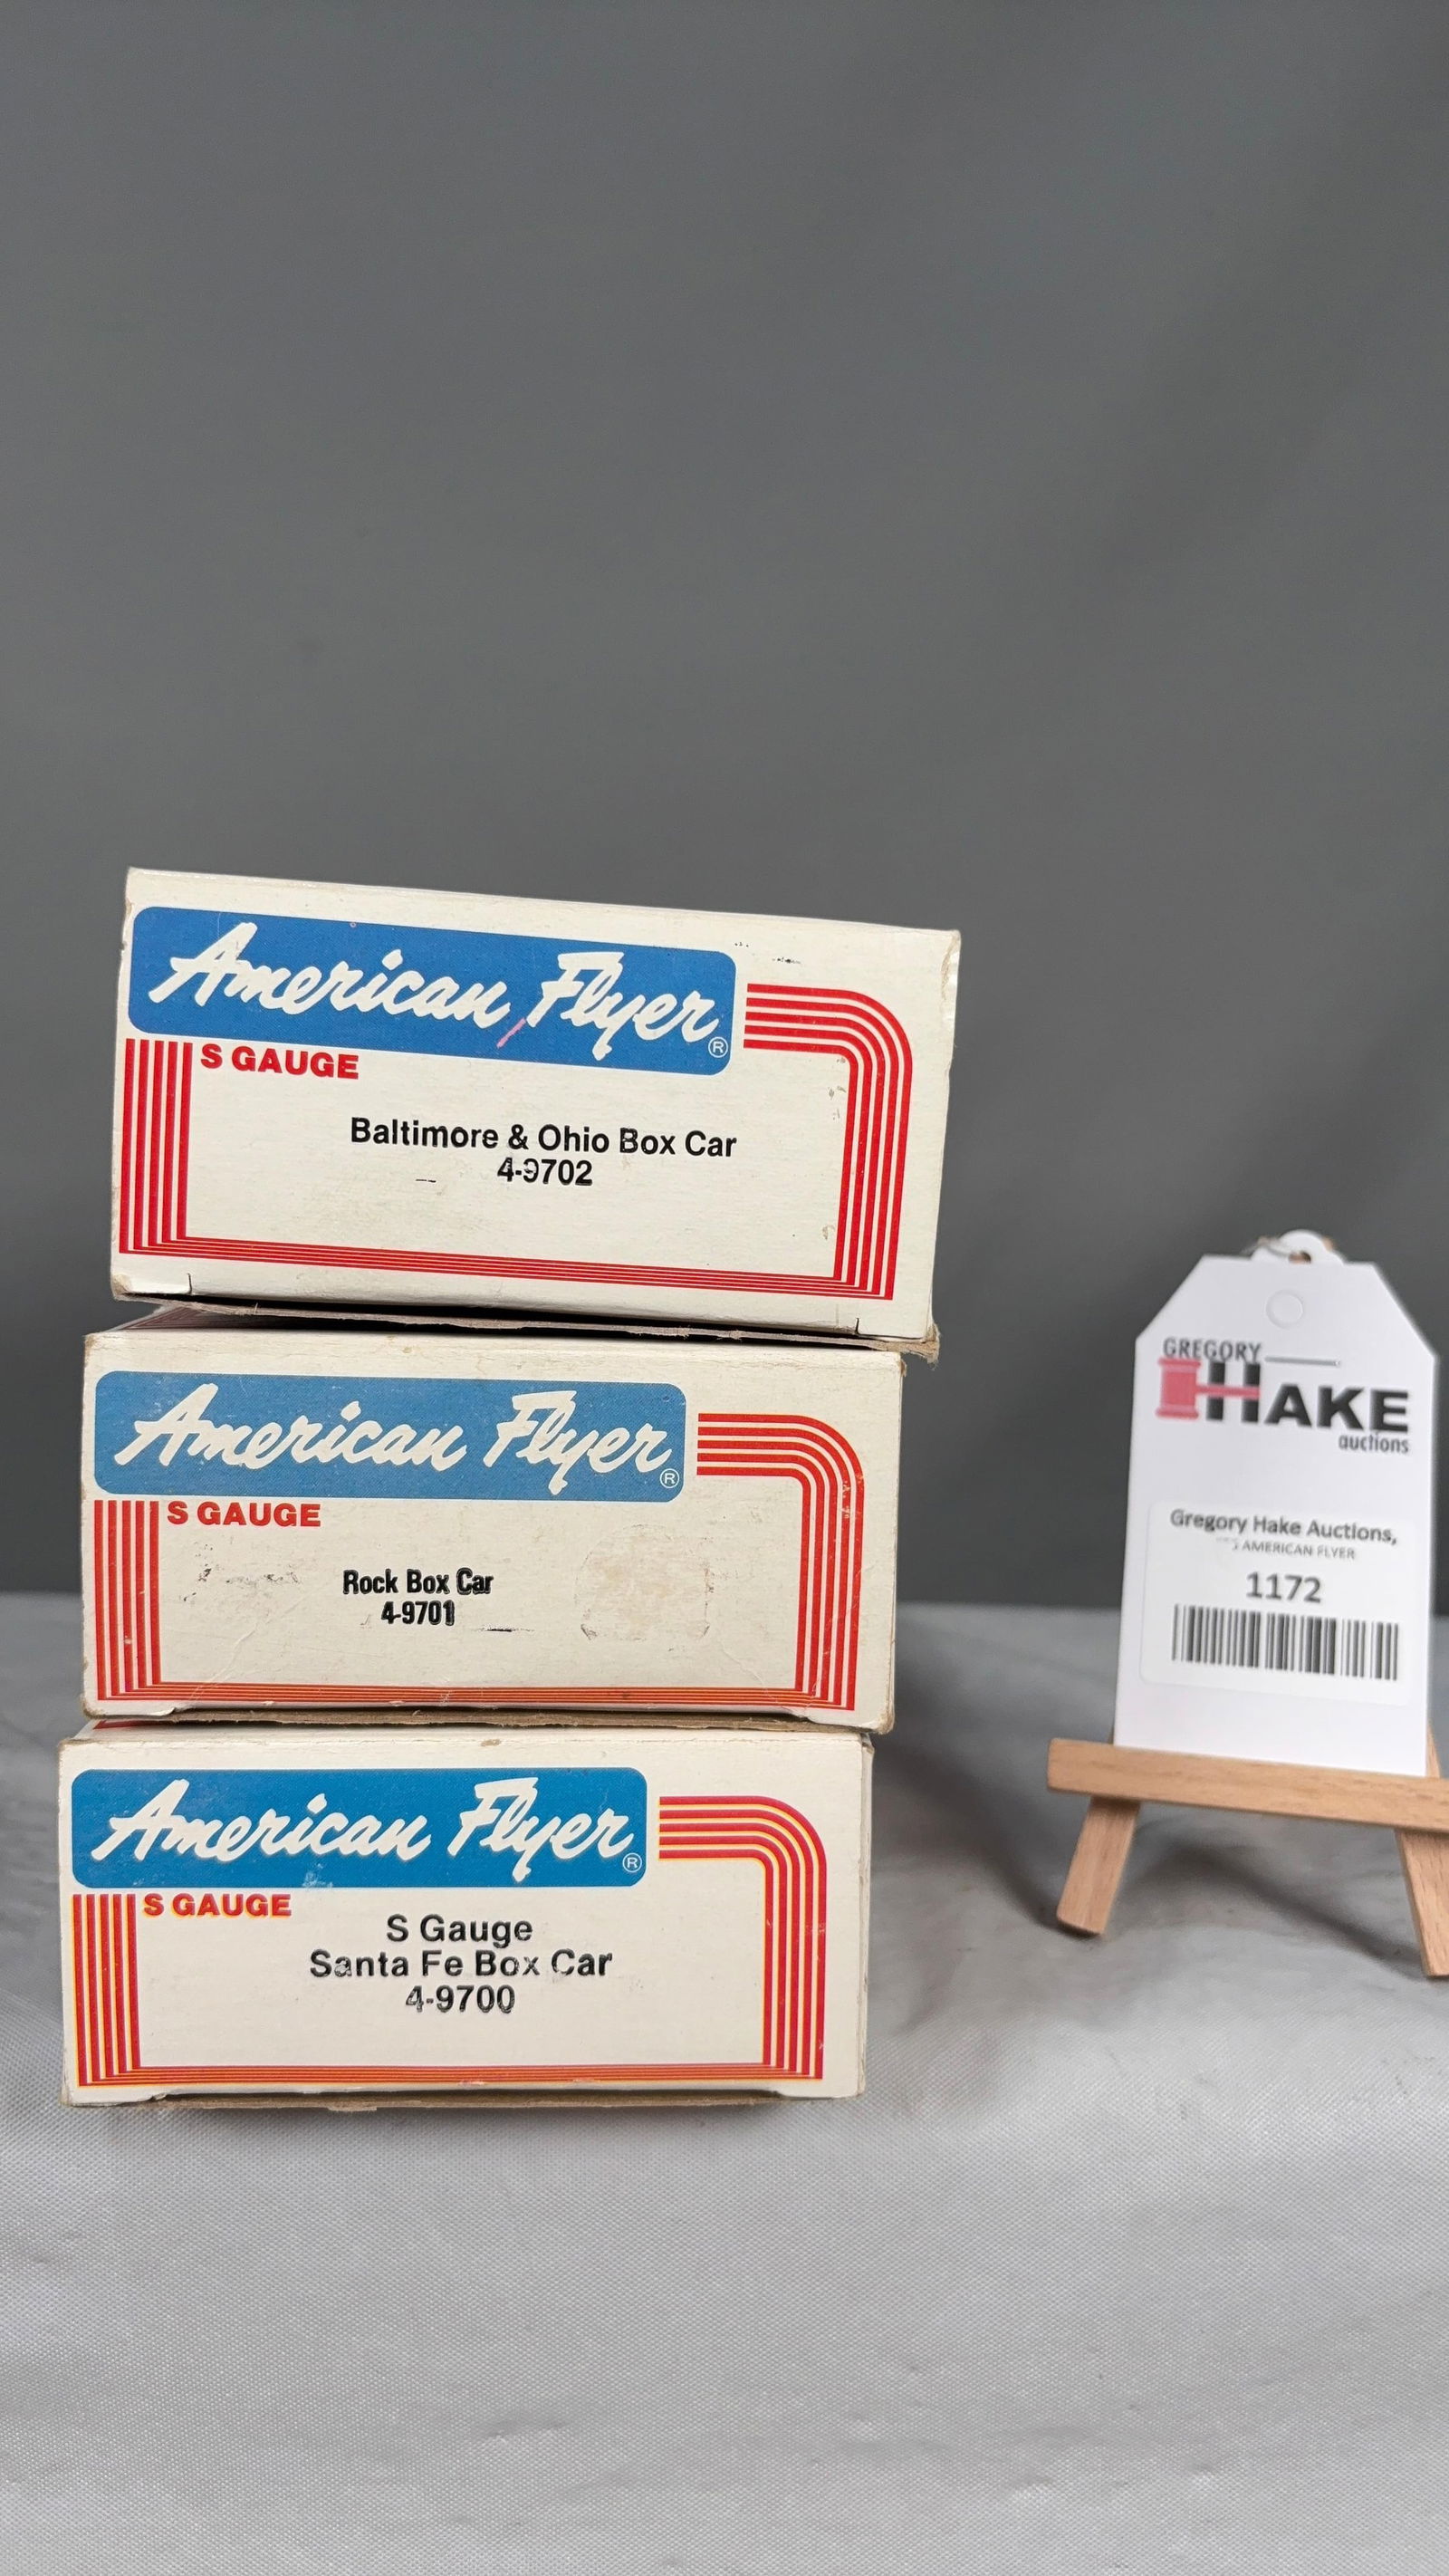 American Flyer®
S GAUGE
Baltimore & Ohio Box Car
4-9702
American Flyer®
S GAUGE
Rock Box Car
4-9701
American Flyer®
S GAUGE
S Gauge
Santa Fe Box Car
4-9700
GREGORY
HAKE
auctions
Gregory Hake Auctions,
AMERICAN FLYER
1172